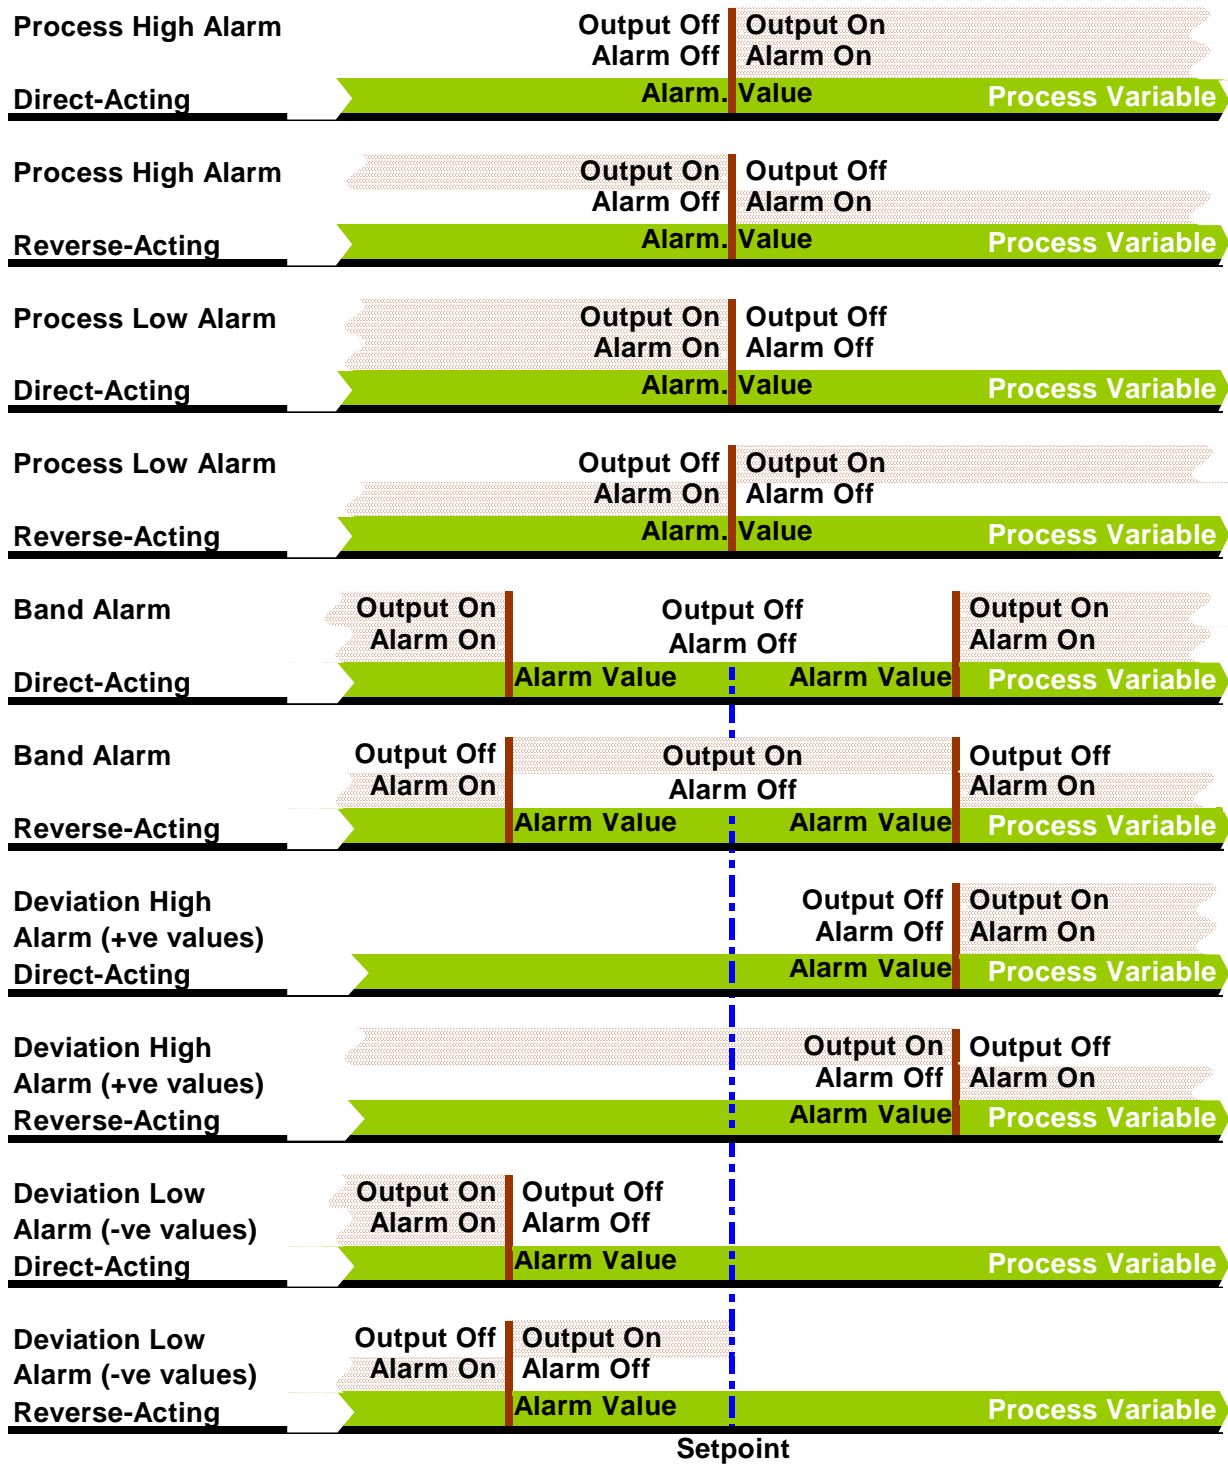 Process High Alarm Output Off Output On
Alarm Off Alarm On
Direct-Acting Alarm. Value Process Variable
Process High Alarm Output On Output Off
Alarm Off Alarm On
Reverse-Acting Alarm. Value Process Variable
Process Low Alarm Output On Output Off
Alarm On Alarm Off
Direct-Acting Alarm. Value Process Variable
Process Low Alarm Output Off Output On
Alarm On Alarm Off
Reverse-Acting Alarm. Value Process Variable
Band Alarm Output On Output Off Output On
Alarm On Alarm Off Alarm On
Direct-Acting Alarm Value Alarm Value Process Variable
Band Alarm Output Off Output On Output Off
Alarm On Alarm Off Alarm On
Reverse-Acting Alarm Value Alarm Value Process Variable
Deviation High Output Off Output On
Alarm (+ve values) Alarm Off Alarm On
Direct-Acting Alarm Value Process Variable
Deviation High Output On Output Off
Alarm (+ve values) Alarm Off Alarm On
Reverse-Acting Alarm Value Process Variable
Deviation Low Output On Output Off
Alarm (-ve values) Alarm On Alarm Off
Direct-Acting Alarm Value Process Variable
Deviation Low Output Off Output On
Alarm (-ve values) Alarm On Alarm Off
Reverse-Acting Alarm Value Process Variable
Setpoint